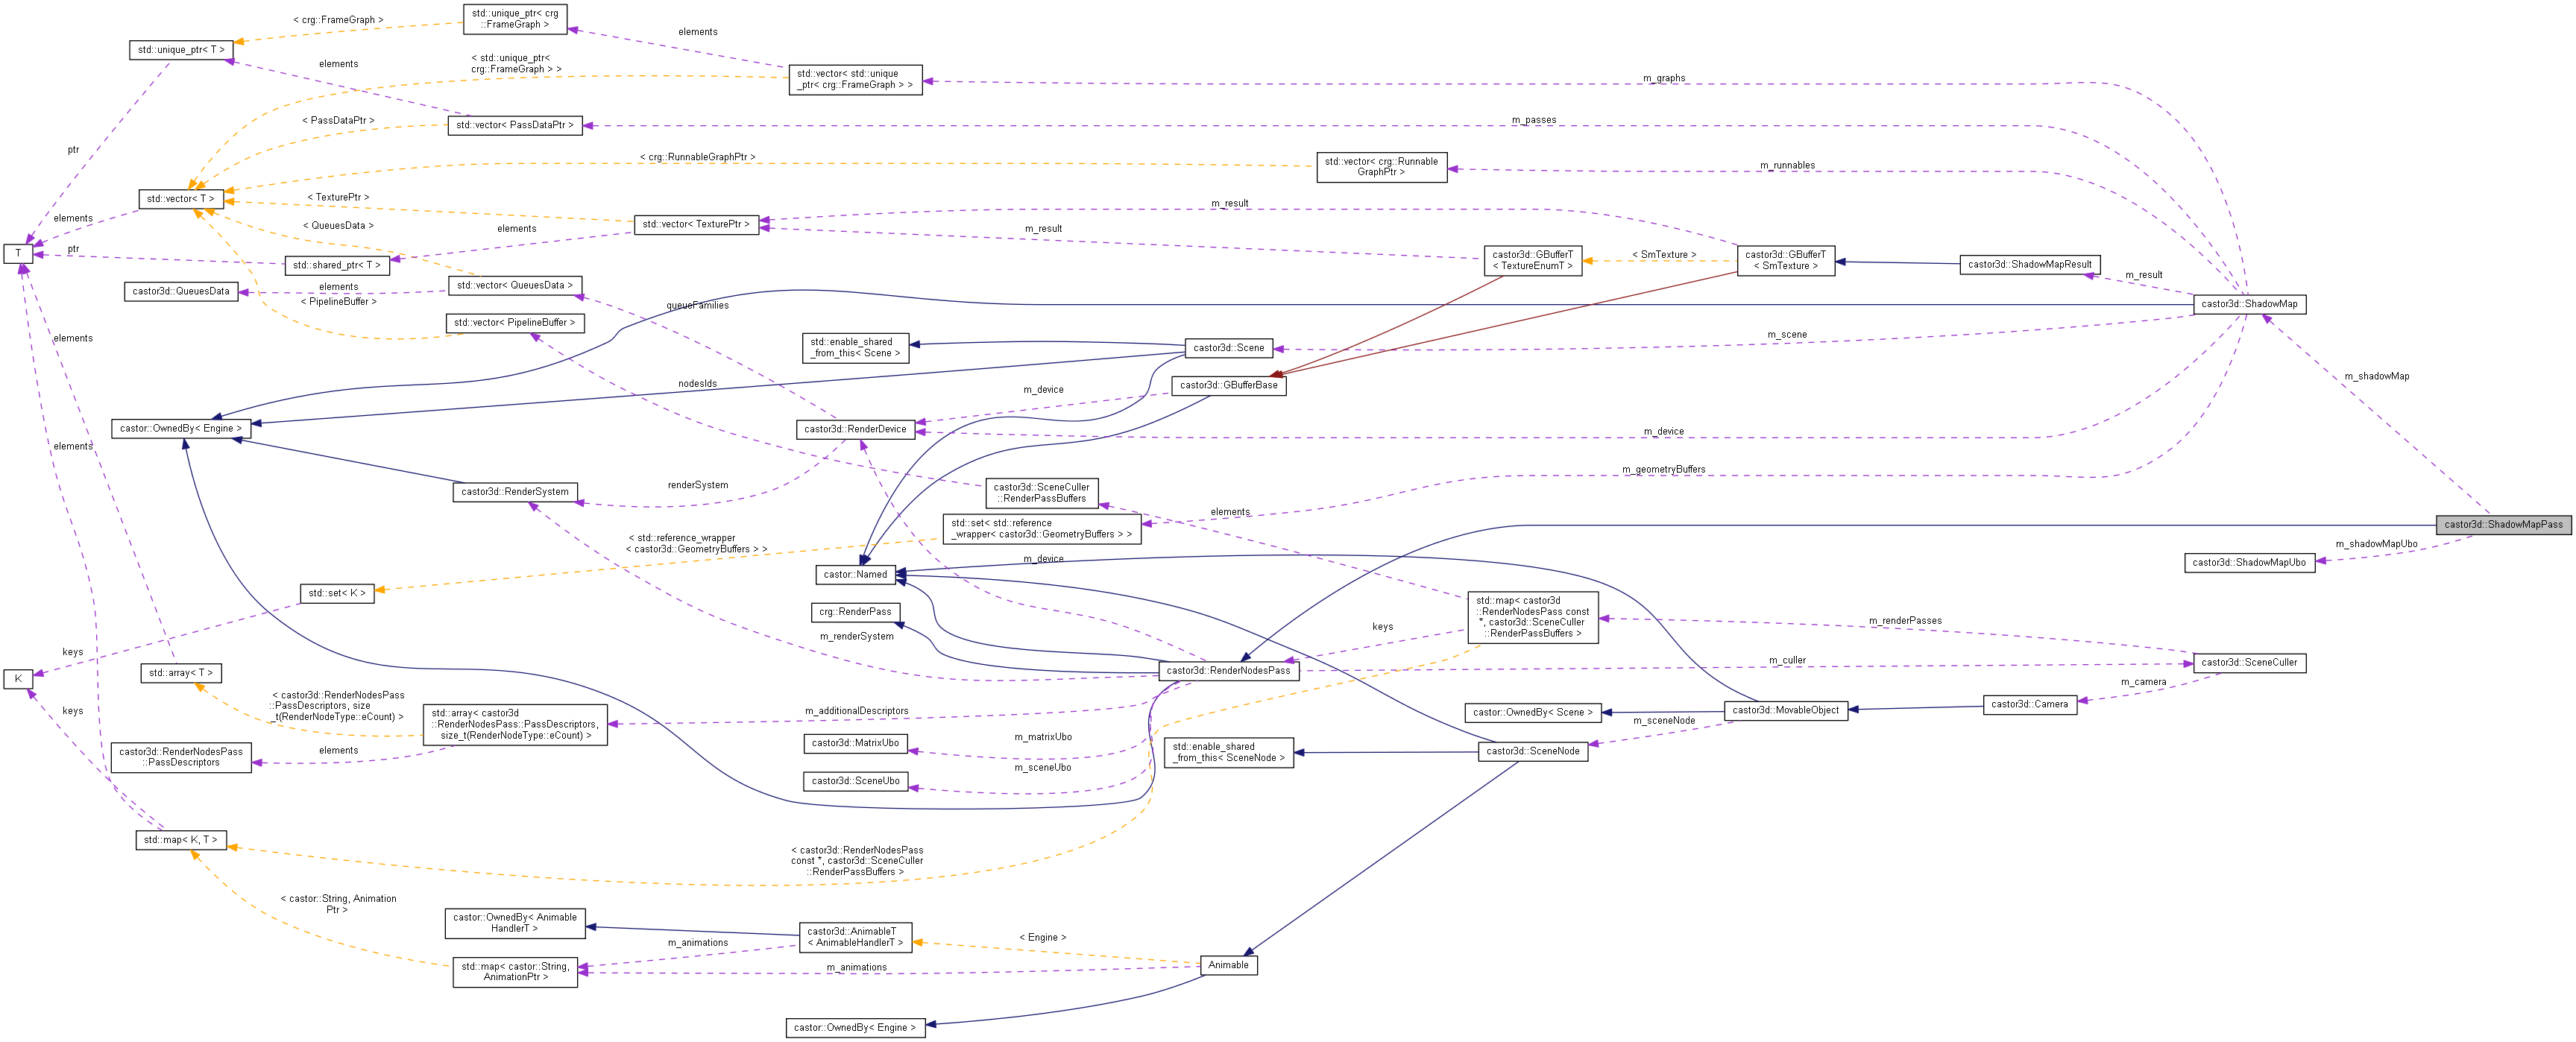 std::unique_ptr< crg
::FrameGraph >
< crg::FrameGraph >
std::unique_ptr< T >
elements
elements
< std::unique_ptr<
crg::FrameGraph > >
std::vector< std::unique
_ptr< crg::FrameGraph > >
m_graphs
< PassDataPtr >
std::vector< PassDataPtr >
m_passes
ptr
< crg::RunnableGraphPtr >
std::vector< crg::Runnable
GraphPtr >
m_runnables
std::vector< T >
< TexturePtr >
m_result
elements
< QueuesData >
elements
std::vector< TexturePtr >
m_result
T
ptr
std::shared_ptr< T >
castor3d::GBufferT
< TextureEnumT >
< SmTexture >
castor3d::GBufferT
< SmTexture >
castor3d::ShadowMapResult
m_result
castor3d::QueuesData
elements
std::vector< QueuesData >
< PipelineBuffer >
queueFamilies
castor3d::ShadowMap
std::vector< PipelineBuffer >
elements
std::enable_shared
_from_this< Scene >
castor3d::Scene
m_scene
nodesIds
m_device
castor3d::GBufferBase
m_shadowMap
castor.::OwnedBy< Engine >
castor3d::RenderDevice
m_device
elements
m_geometryBuffers
renderSystem
castor3d::RenderSystem
castor3d::SceneCuller
::RenderPassBuffers
elements
std::set< std::reference
_wrapper< castor3d::GeometryBuffers > >
castor3d::ShadowMapPass
< std::reference_wrapper
< castor3d::GeometryBuffers > >
m_device
m_shadowMapUbo
castor3d::ShadowMapUbo
castor::Named
std::set< K >
crg::RenderPass
std::map< castor3d
::RenderNodesPass const
*, castor3d::SceneCuller
::RenderPassBuffers >
m_renderPasses
keys
m_renderSystem
keys
K
std::array< T >
castor3d::RenderNodesPass
m_culler
castor3d::SceneCuller
m_camera
< castor3d::RenderNodesPass
::PassDescriptors, size
_t(RenderNodeType::eCount) >
keys
std::array< castor3d
::RenderNodesPass::PassDescriptors,
size_t(RenderNodeType::eCount) >
m_additionalDescriptors
castor::OwnedBy< Scene >
castor3d::MovableObject
castor3d::Camera
m_sceneNode
castor3d::RenderNodesPass
::PassDescriptors
elements
castor3d::MatrixUbo
m_matrixUbo
std::enable_shared
_from_this< SceneNode >
castor3d::SceneNode
castor3d::SceneUbo
m_sceneUbo
std::map< K, T >
< castor3d::RenderNodesPass
const *, castor3d::SceneCuller
::RenderPassBuffers >
< castor::String, Animation
Ptr >
castor::OwnedBy< Animable
HandlerT >
castor3d::AnimableT
< AnimableHandlerT >
< Engine >
m_animations
std::map< castor::String,
AnimationPtr >
m_animations
Animable
castor::OwnedBy< Engine >